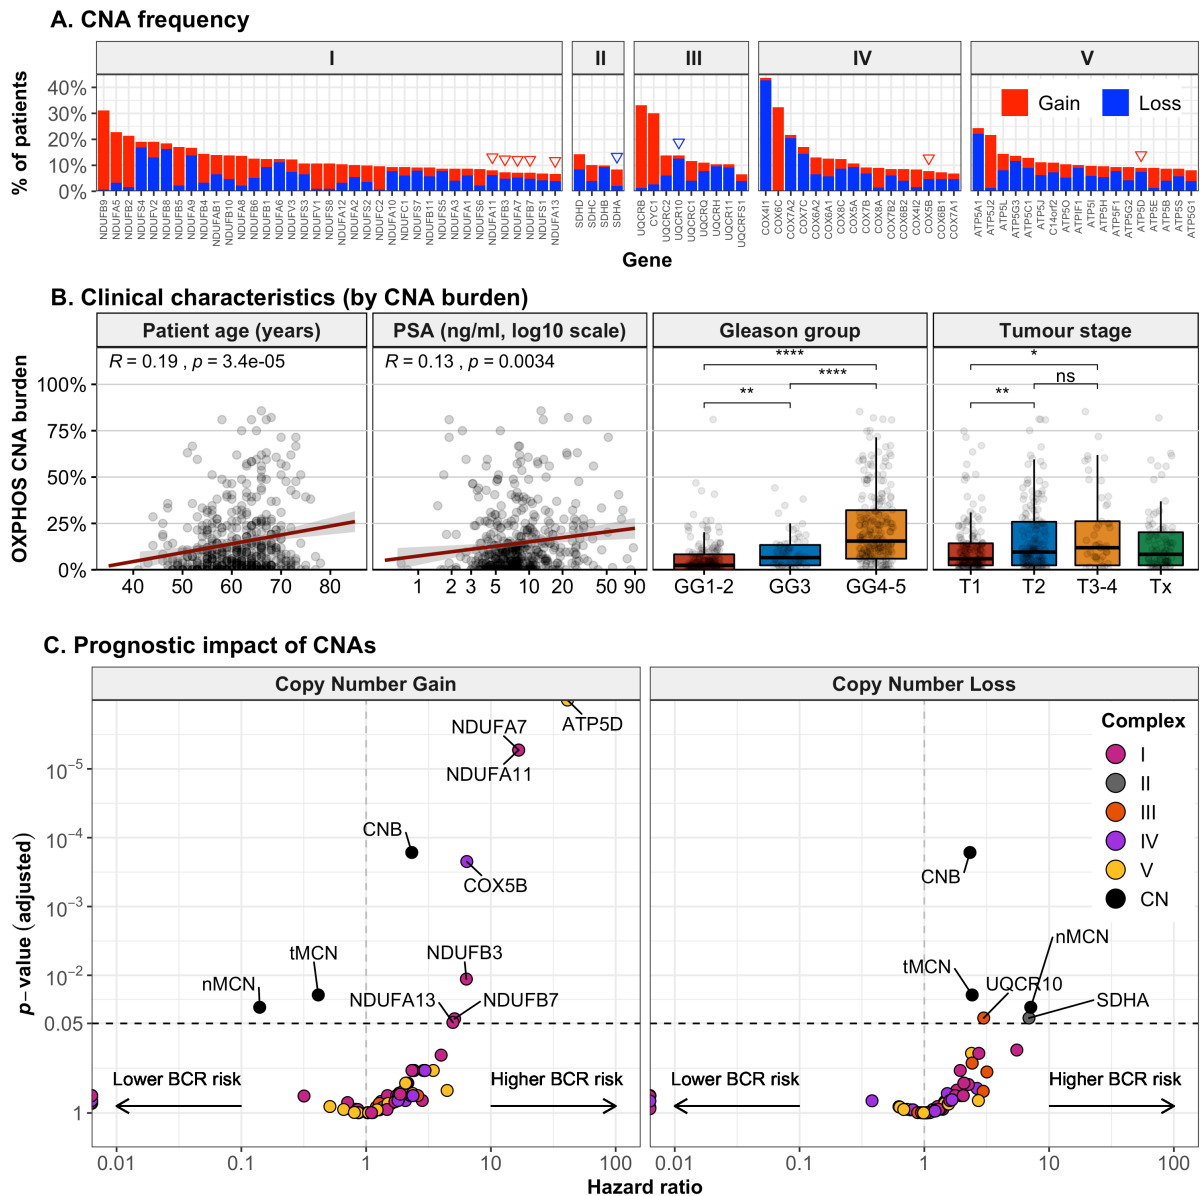 A. CNA frequency
I
II
III
IV
V
% of patients
40%
30%
20%
10%
0%
Gain
Loss
NDUFB9
NDUFA5
NDUFB2
NDUFS4
NDUFV2
NDUFB8
NDUFB5
NDUFA9
NDUFB4
NDUFAB1
NDUFB10
NDUFA8
NDUFB6
NDUFB1
NDUFA6
NDUFV3
NDUFS3
NDUFV1
NDUFS8
NDUFA12
NDUFA2
NDUFS2
NDUFC2
NDUFA10
NDUFC1
NDUFS7
NDUFB11
NDUFS5
NDUFA3
NDUFA1
NDUFS6
NDUFA11
NDUFB3
NDUFA7
NDUFB7
NDUFS1
NDUFA13
SDHD
SDHC
SDHB
SDHA
UQCRB
CYC1
UQCRC2
UQCR10
UQCRC1
UQCRQ
UQCRH
UQCR11
UQCRFS1
COX4I1
COX6C
COX7A2
COX7C
COX6A2
COX6A1
COX8C
COX5A
COX7B
COX8A
COX7B2
COX6B2
COX4I2
COX5B
COX6B1
COX7A1
ATP5A1
ATP5J2
ATP5L
ATP5G3
ATP5C1
ATP5J
C14orf2
ATP5O
ATPIF1
ATP5I
ATP5H
ATP5F1
ATP5G2
ATP5D
ATP5E
ATP5B
ATP5S
ATP5G1
Gene
B. Clinical characteristics (by CNA burden)
Patient age (years)
PSA (ng/ml, log10 scale)
Gleason group
Tumour stage
R = 0.19 , p = 3.4e-05
R = 0.13 , p = 0.0034
****
****
**
*
ns
**
OXPHOS CNA burden
100%
75%
50%
25%
0%
40 50 60 70 80
1 2 3 5 10 20 50 90
GG1-2 GG3 GG4-5
T1 T2 T3-4 Tx
C. Prognostic impact of CNAs
Copy Number Gain
Copy Number Loss
p-value (adjusted)
10-5
10-4
10-3
10-2
0.05
1
ATP5D
NDUFA7
NDUFA11
CNB
COX5B
NDUFB3
tMCN
nMCN
NDUFA13
NDUFB7
Lower BCR risk
Higher BCR risk
CNB
nMCN
tMCN
UQCR10
SDHA
Lower BCR risk
Higher BCR risk
Complex
I
II
III
IV
V
CN
0.01 0.1 1 10 100
0.01 0.1 1 10 100
Hazard ratio